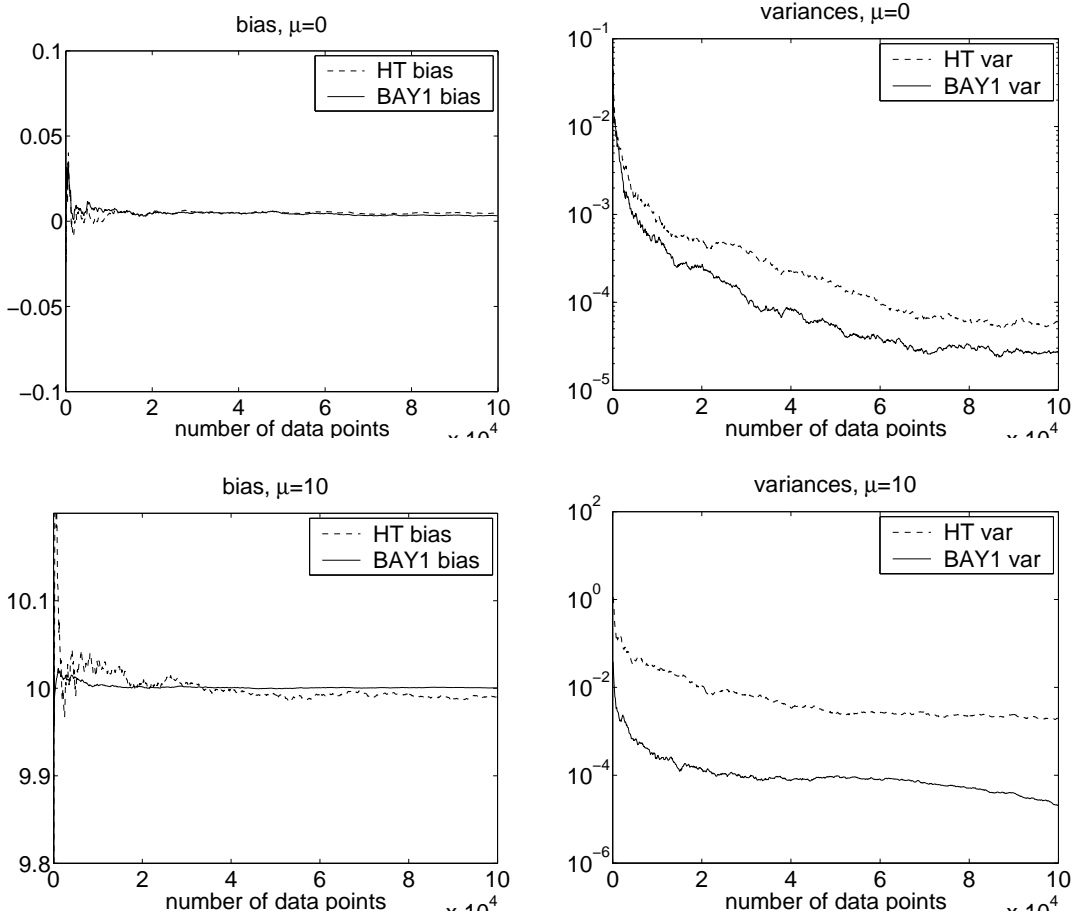 bias, μ=0
HT bias
BAY1 bias
0.1
0.05
0
−0.05
−0.1
0 2 4 6 8 10
number of data points
x 10^4
variances, μ=0
HT var
BAY1 var
10^−1
10^−2
10^−3
10^−4
10^−5
0 2 4 6 8 10
number of data points
x 10^4
bias, μ=10
HT bias
BAY1 bias
10.1
10
9.9
9.8
0 2 4 6 8 10
number of data points
x 10^4
variances, μ=10
HT var
BAY1 var
10^2
10^0
10^−2
10^−4
10^−6
0 2 4 6 8 10
number of data points
x 10^4